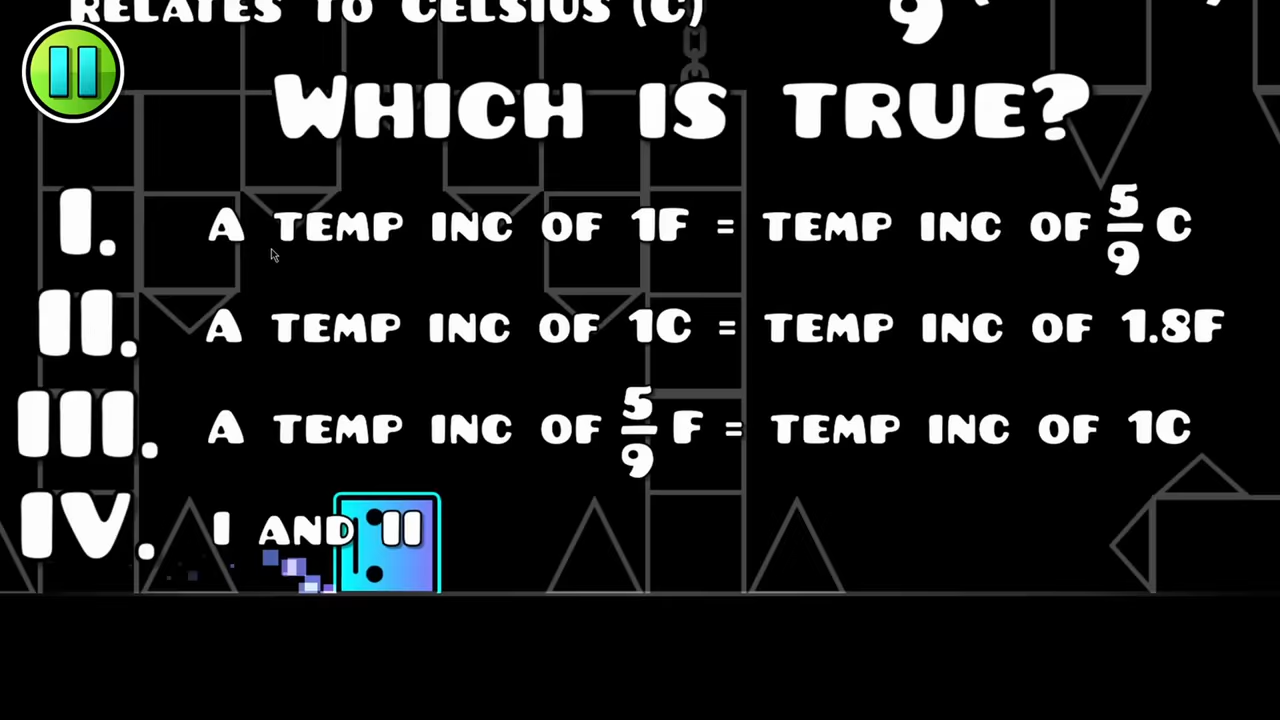 RELATES TO CELSIUS (C) 5/9 (
WHICH IS TRUE?
I. A TEMP INC OF 1F = TEMP INC OF 5/9 C
II. A TEMP INC OF 1C = TEMP INC OF 1.8F
III. A TEMP INC OF 5/9 F = TEMP INC OF 1C
IV. I AND II